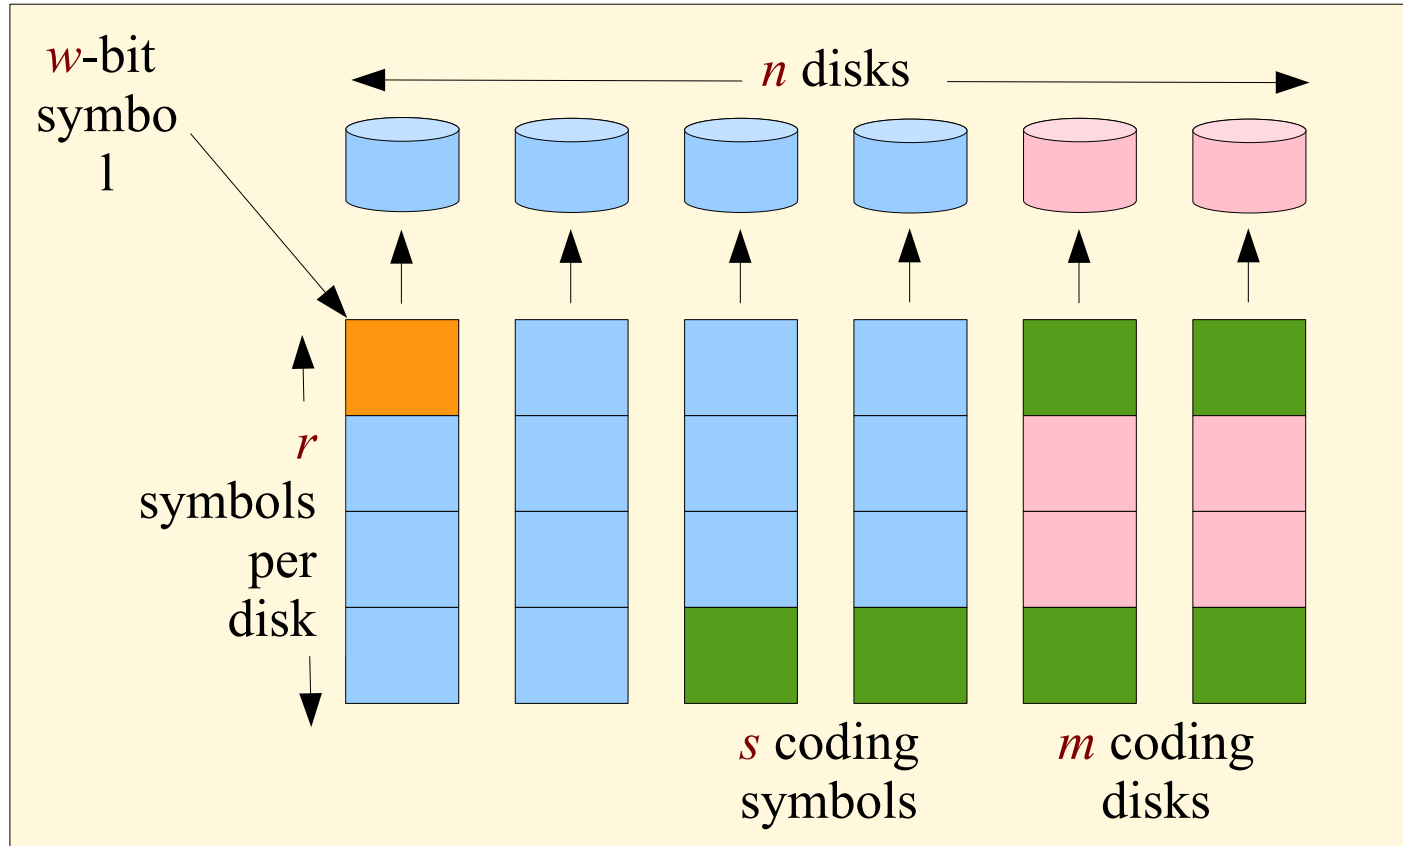 w-bit
symbo
l
n disks
r
symbols
per
disk
s coding
symbols
m coding
disks